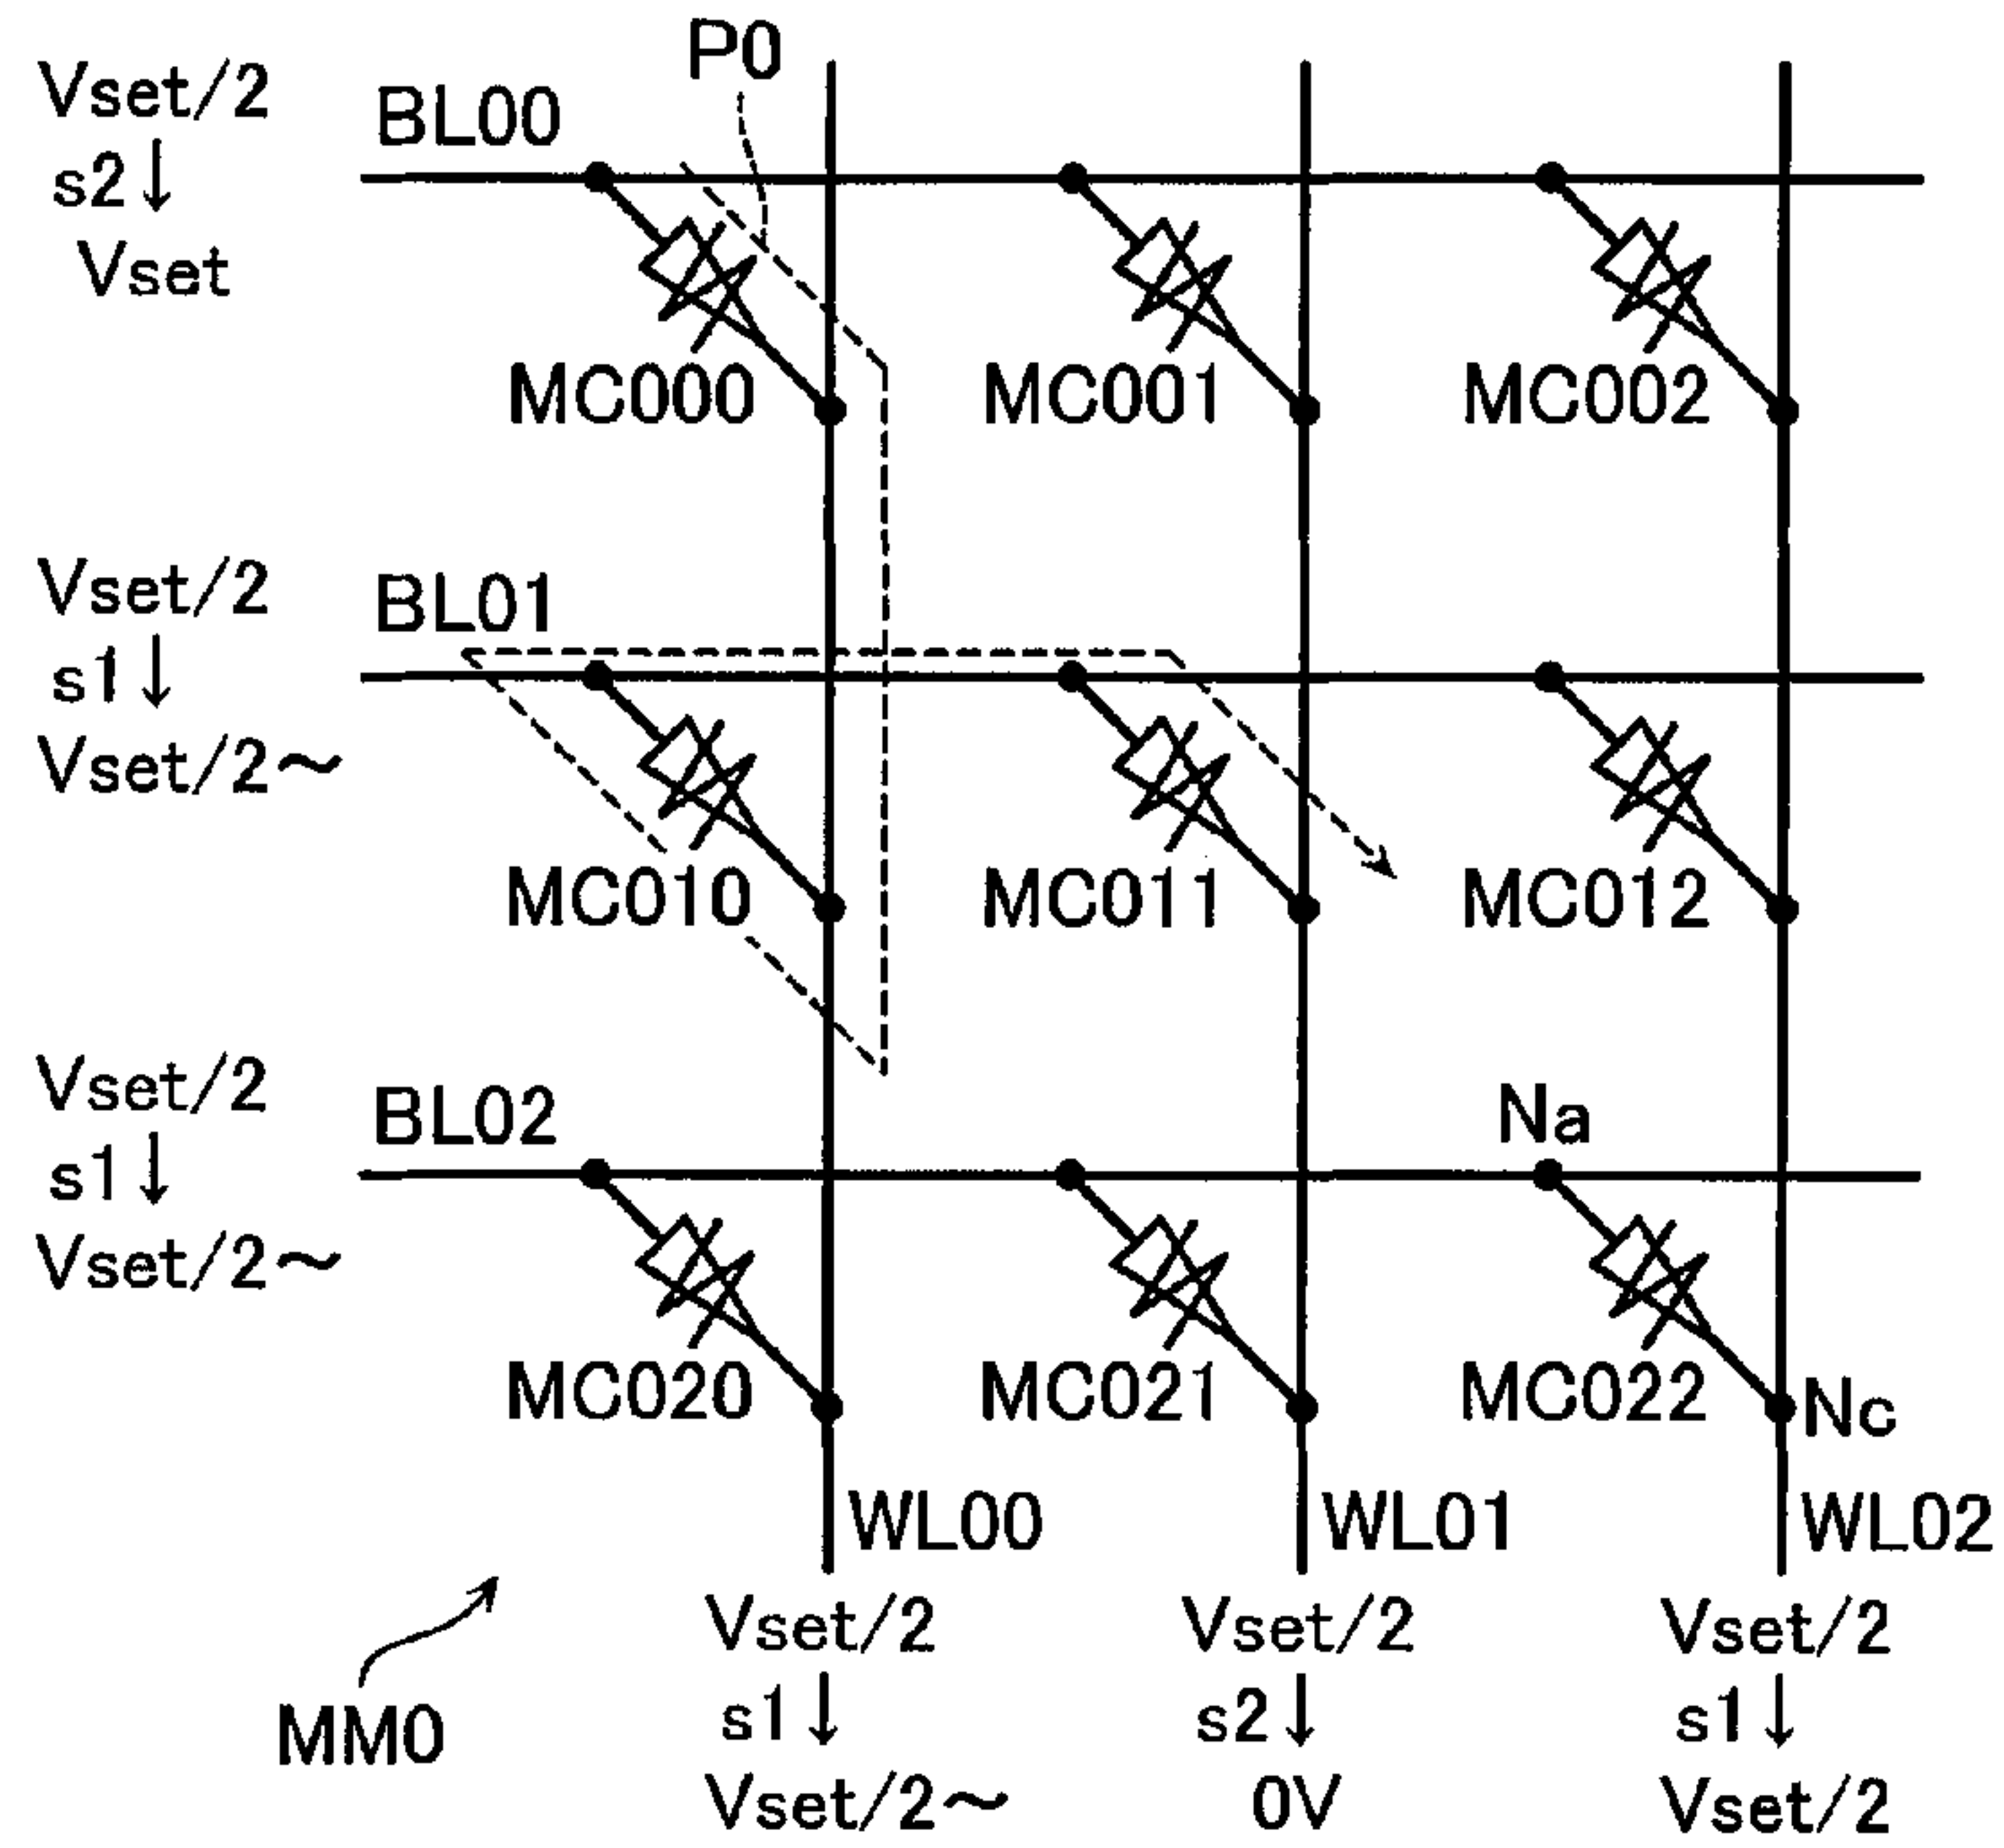 P0
Vset/2
s2↓
Vset
BL00
MC000
MC001
MC002
Vset/2
s1↓
Vset/2～
BL01
MC010
MC011
MC012
Vset/2
s1↓
Vset/2～
BL02
Na
MC020
MC021
MC022
Nc
WL00
WL01
WL02
Vset/2
s1↓
Vset/2～
Vset/2
s2↓
0V
Vset/2
s1↓
Vset/2
MM0